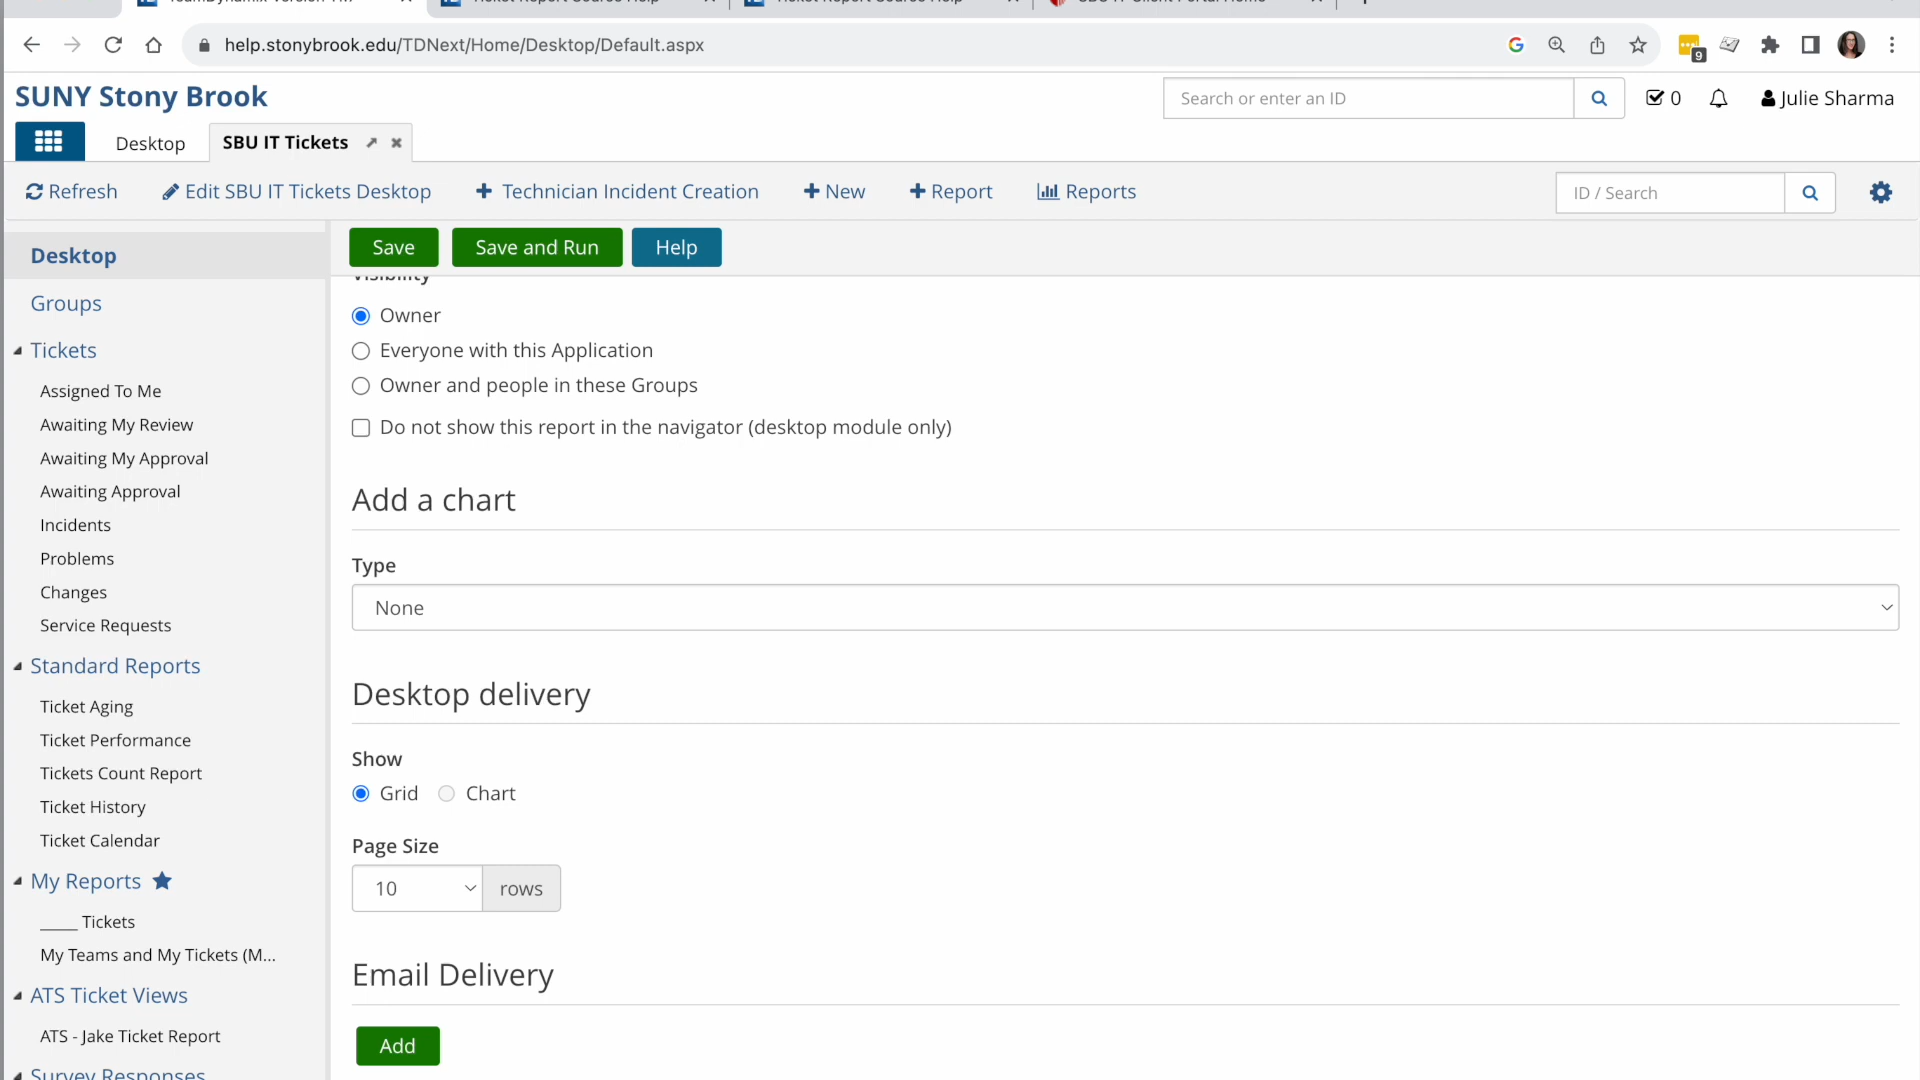 help.stonybrook.edu/TDNext/Home/Desktop/Default.aspx
9
SUNY Stony Brook
Search or enter an ID
0
Julie Sharma
Desktop
SBU IT Tickets
Refresh
Edit SBU IT Tickets Desktop
Technician Incident Creation
New
Report
Reports
ID / Search
Desktop
Groups
Tickets
Assigned To Me
Awaiting My Review
Awaiting My Approval
Awaiting Approval
Incidents
Problems
Changes
Service Requests
Standard Reports
Ticket Aging
Ticket Performance
Tickets Count Report
Ticket History
Ticket Calendar
My Reports
_____ Tickets
My Teams and My Tickets (M...
ATS Ticket Views
ATS - Jake Ticket Report
Survey Responses
Save
Save and Run
Help
Visibility
Owner
Everyone with this Application
Owner and people in these Groups
Do not show this report in the navigator (desktop module only)
Add a chart
Type
None
Desktop delivery
Show
Grid
Chart
Page Size
10
rows
Email Delivery
Add